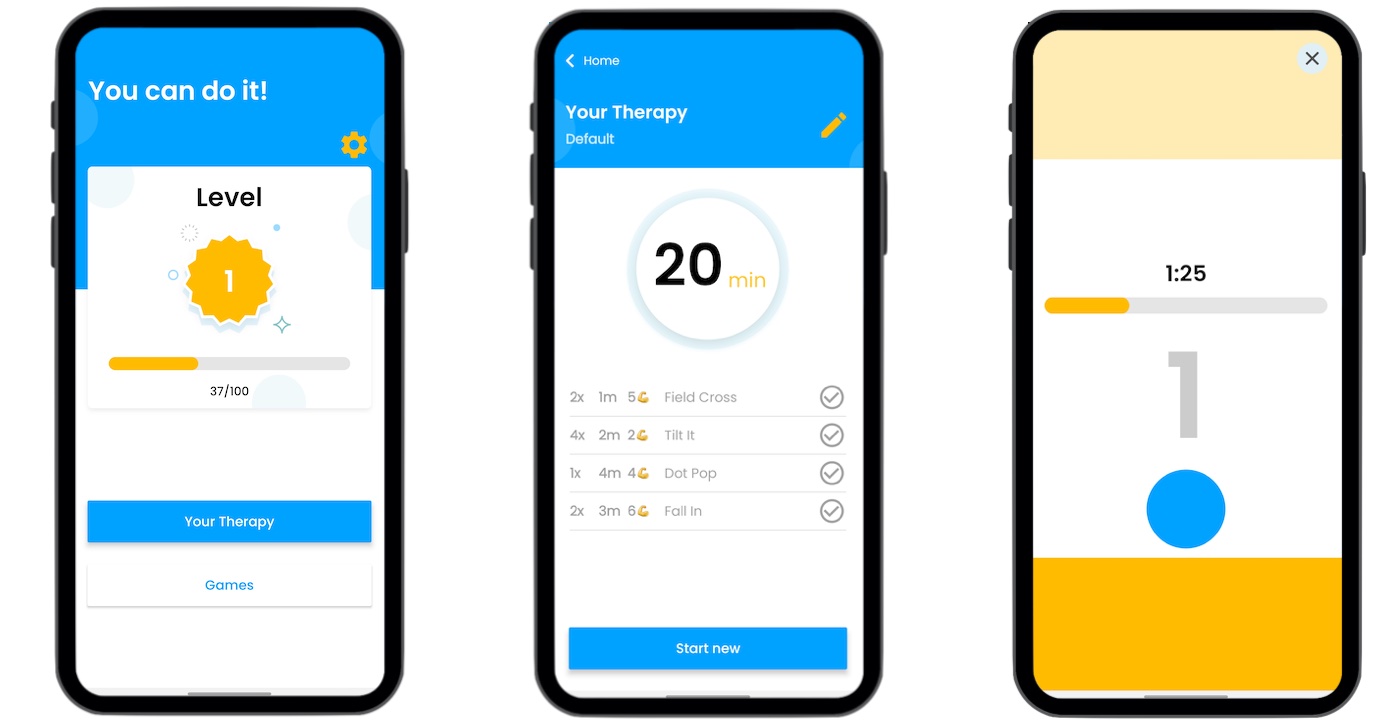 You can do it!
Level
1
37/100
Your Therapy
Games
Home
Your Therapy
Default
20 min
2x 1m 5💪 Field Cross
4x 2m 2💪 Tilt It
1x 4m 4💪 Dot Pop
2x 3m 6💪 Fall In
Start new
1:25
1